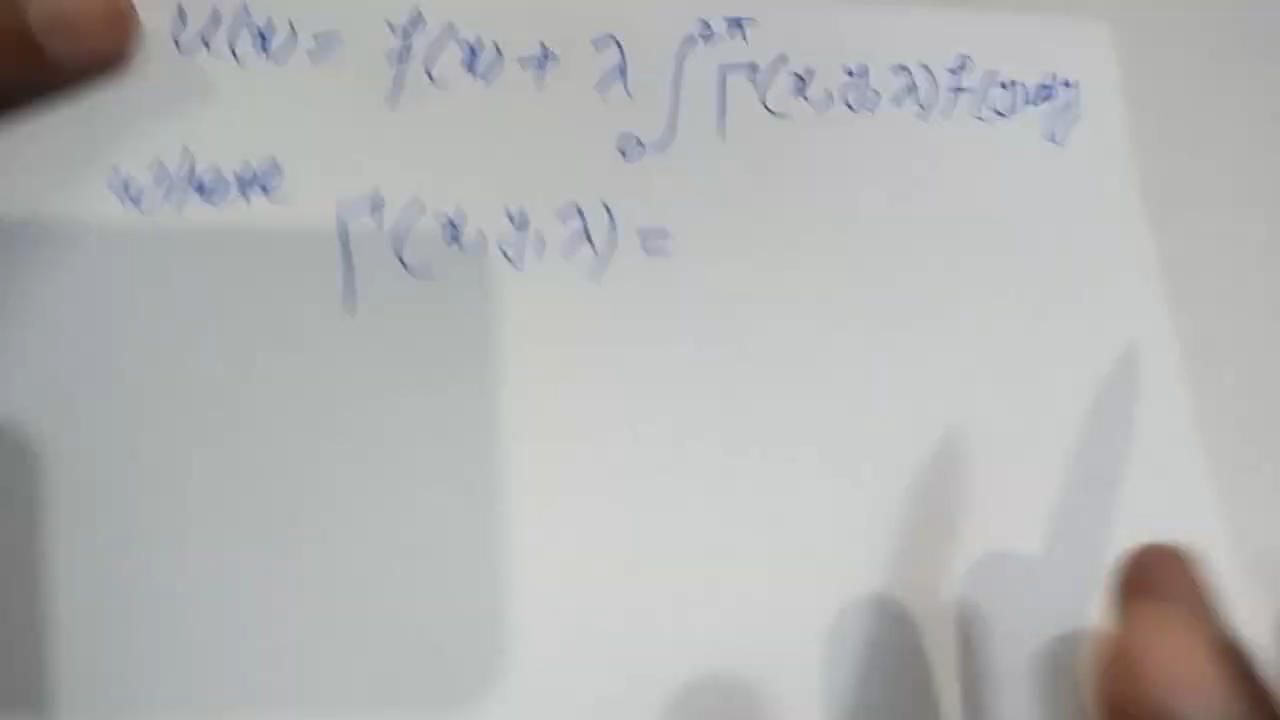 u(x) = f(x) + λ ∫₀^2π Γ(x, y, λ) f(y) dy
where
Γ(x, y, λ) =